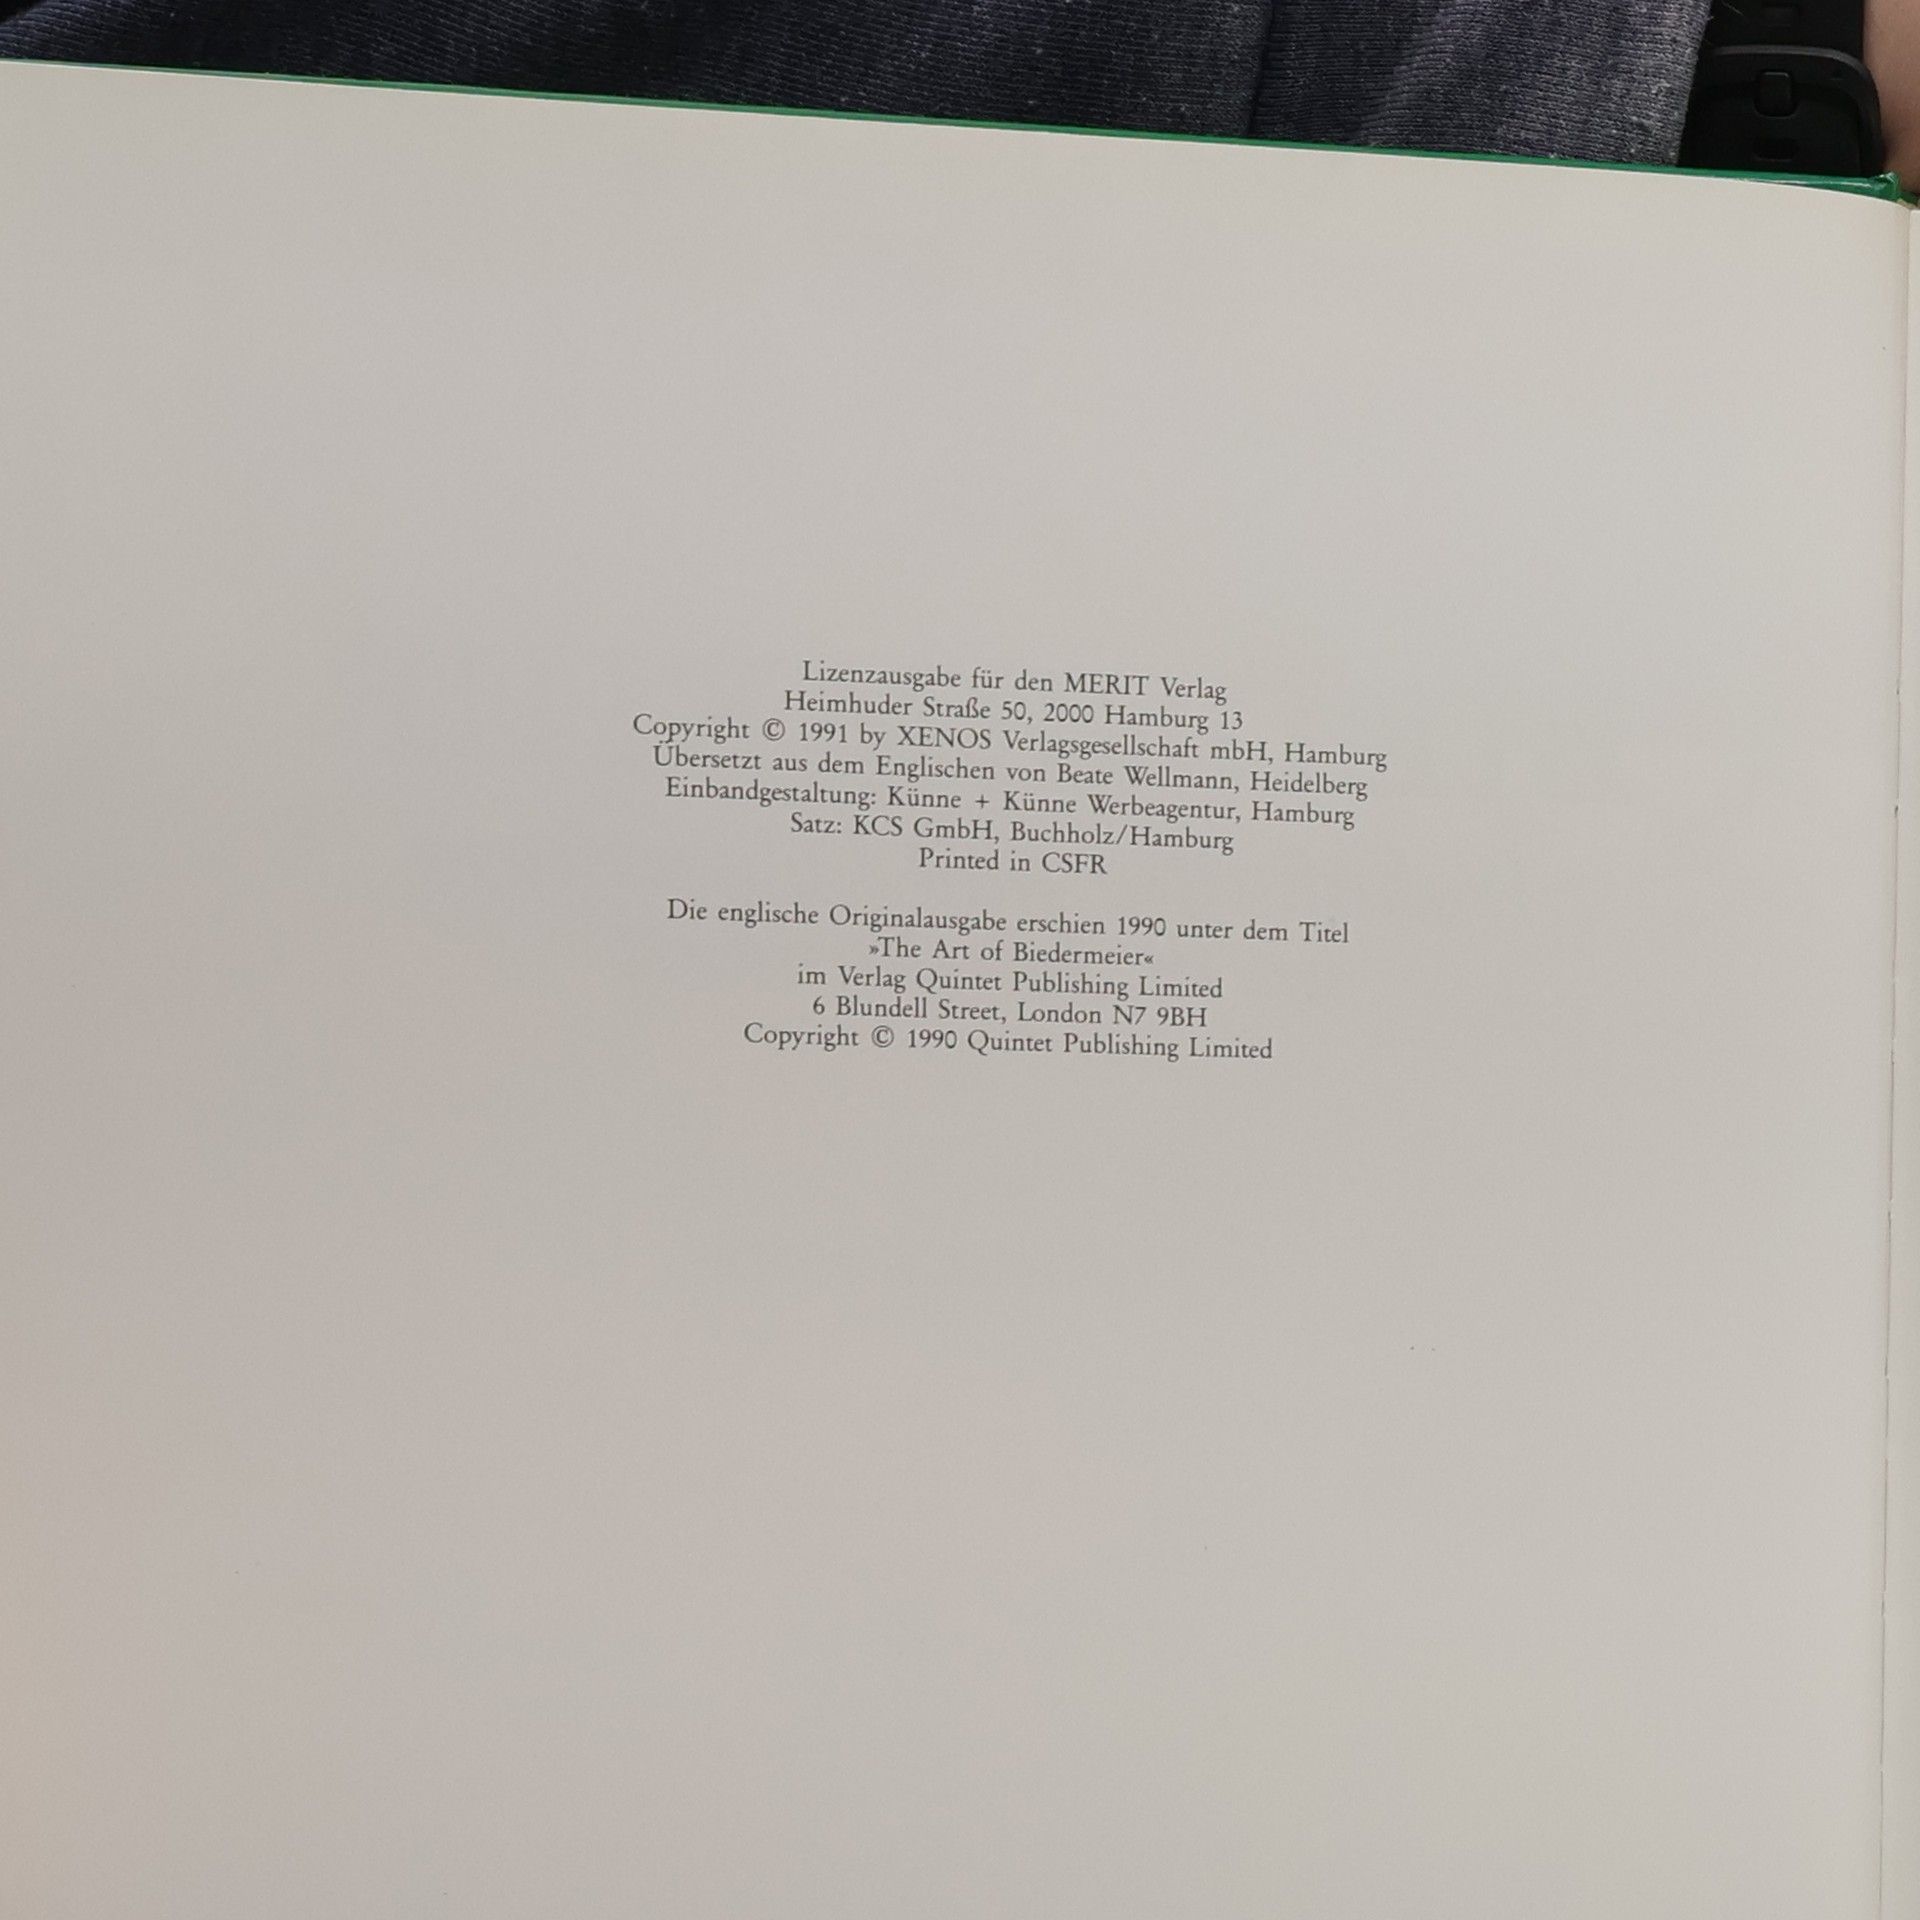 Lizenzausgabe für den MERIT Verlag
Heimhuder Straße 50, 2000 Hamburg 13
Copyright © 1991 by XENOS Verlagsgesellschaft mbH, Hamburg
Übersetzt aus dem Englischen von Beate Wellmann, Heidelberg
Einbandgestaltung: Künne + Künne Werbeagentur, Hamburg
Satz: KCS GmbH, Buchholz/Hamburg
Printed in CSFR
Die englische Originalausgabe erschien 1990 unter dem Titel
»The Art of Biedermeier«
im Verlag Quintet Publishing Limited
6 Blundell Street, London N7 9BH
Copyright © 1990 Quintet Publishing Limited